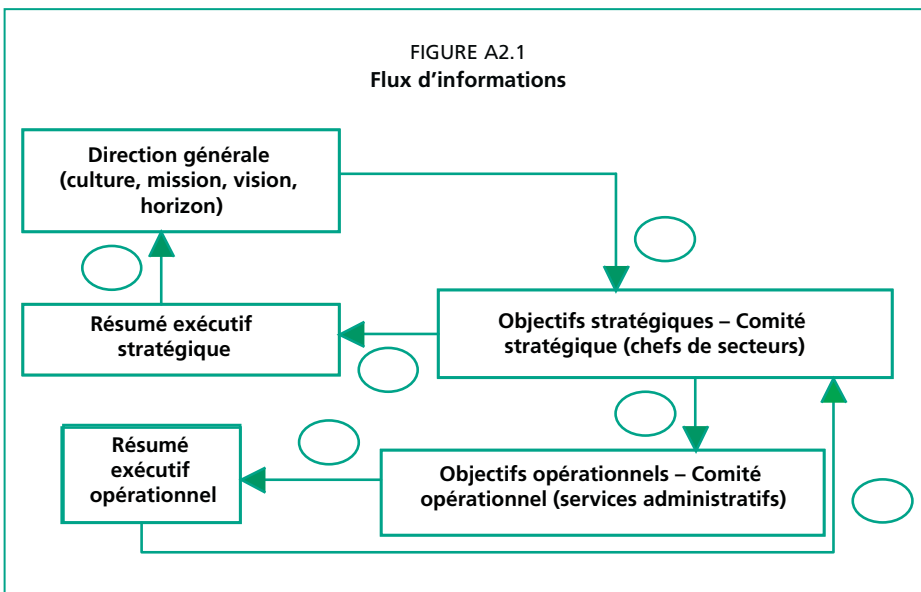 FIGURE A2.1
Flux d’informations
Direction générale
(culture, mission, vision,
horizon)
Résumé exécutif
stratégique
Objectifs stratégiques – Comité
stratégique (chefs de secteurs)
Résumé
exécutif
opérationnel
Objectifs opérationnels – Comité
opérationnel (services administratifs)